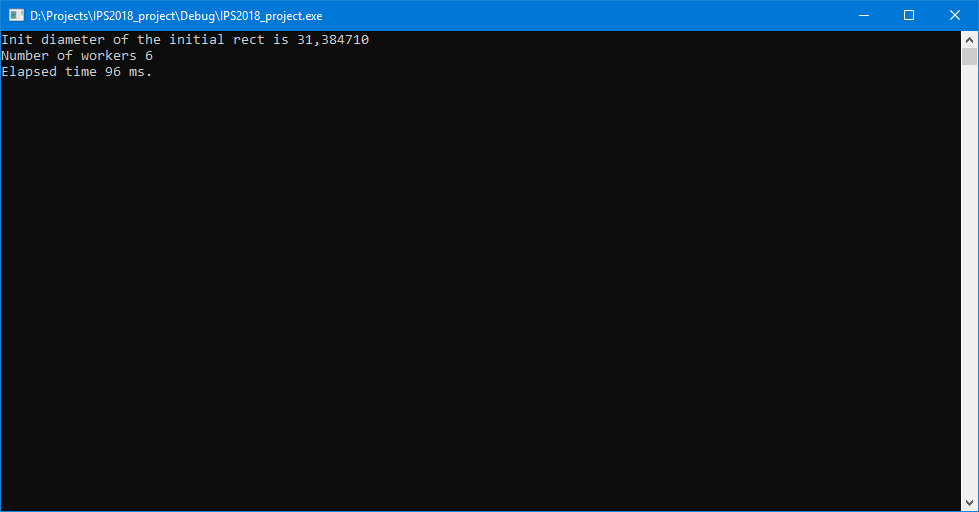 D:\Projects\IPS2018_project\Debug\IPS2018_project.exe
Init diameter of the initial rect is 31,384710
Number of workers 6
Elapsed time 96 ms.